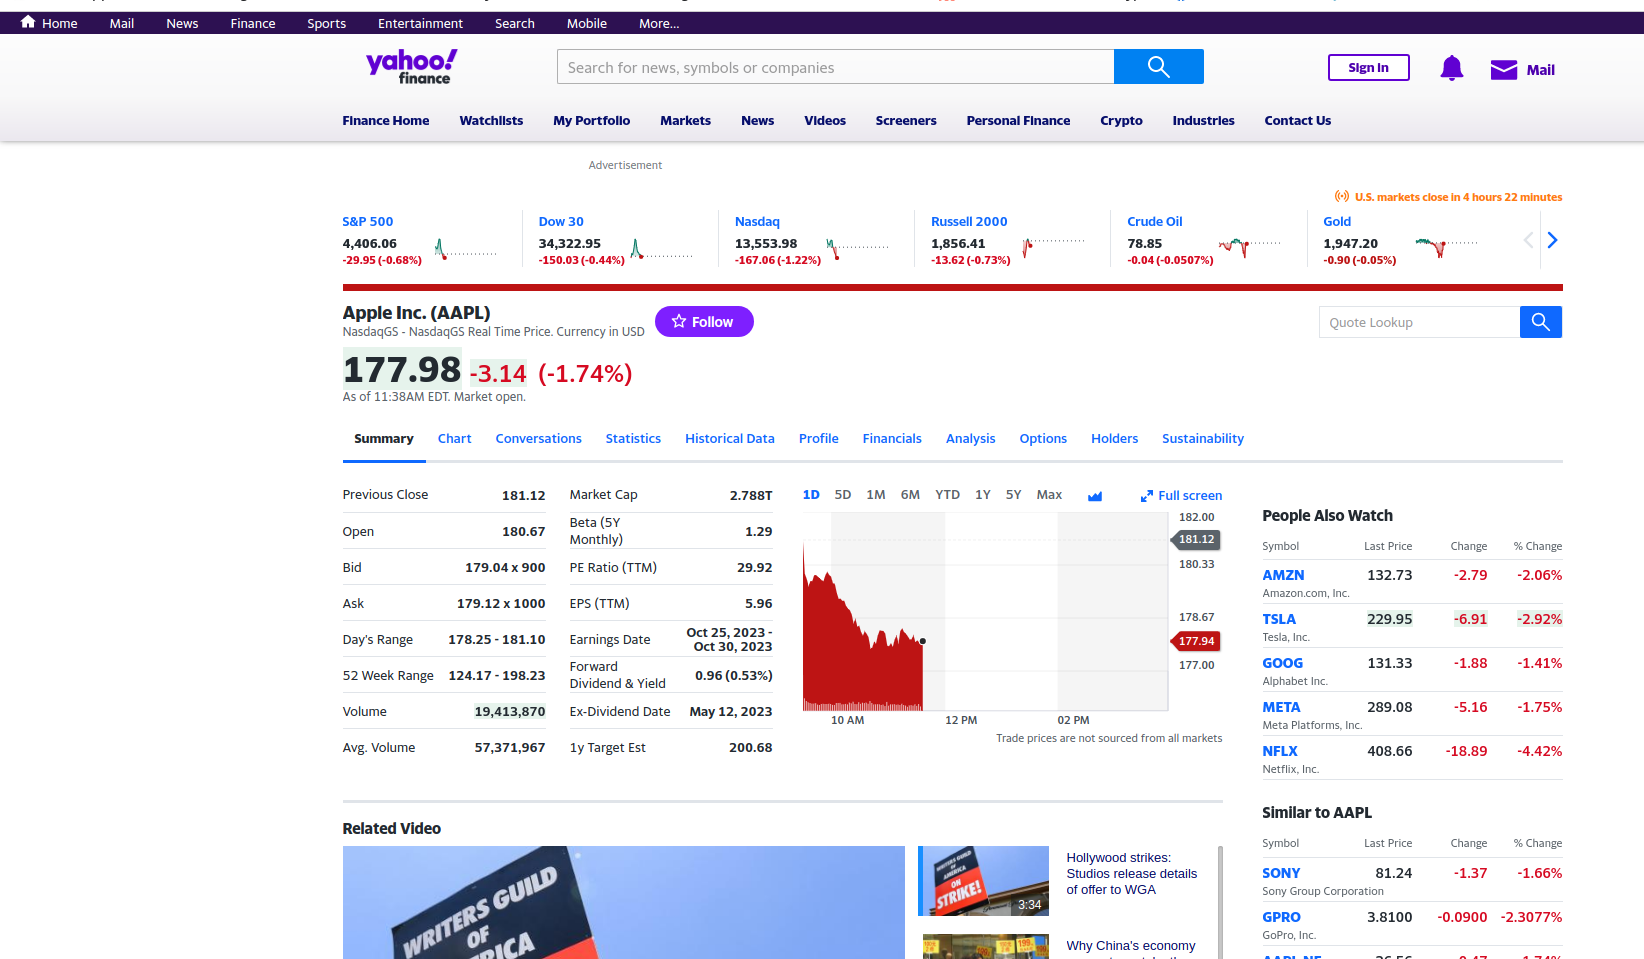 Home Mail News Finance Sports Entertainment Search Mobile More...
yahoo!
finance
Search for news, symbols or companies
Sign In
Mail
Finance Home Watchlists My Portfolio Markets News Videos Screeners Personal Finance Crypto Industries Contact Us
Advertisement
U.S. markets close in 4 hours 22 minutes
S&P 500
4,406.06
-29.95 (-0.68%)
Dow 30
34,322.95
-150.03 (-0.44%)
Nasdaq
13,553.98
-167.06 (-1.22%)
Russell 2000
1,856.41
-13.62 (-0.73%)
Crude Oil
78.85
-0.04 (-0.0507%)
Gold
1,947.20
-0.90 (-0.05%)
Apple Inc. (AAPL)
NasdaqGS - NasdaqGS Real Time Price. Currency in USD
Follow
Quote Lookup
177.98 -3.14 (-1.74%)
As of 11:38AM EDT. Market open.
Summary Chart Conversations Statistics Historical Data Profile Financials Analysis Options Holders Sustainability
Previous Close 181.12
Open 180.67
Bid 179.04 x 900
Ask 179.12 x 1000
Day's Range 178.25 - 181.10
52 Week Range 124.17 - 198.23
Volume 19,413,870
Avg. Volume 57,371,967
Market Cap 2.788T
Beta (5Y
Monthly) 1.29
PE Ratio (TTM) 29.92
EPS (TTM) 5.96
Earnings Date Oct 25, 2023 -
Oct 30, 2023
Forward
Dividend & Yield 0.96 (0.53%)
Ex-Dividend Date May 12, 2023
1y Target Est 200.68
1D 5D 1M 6M YTD 1Y 5Y Max Full screen
182.00
181.12
180.33
178.67
177.94
177.00
10 AM 12 PM 02 PM
Trade prices are not sourced from all markets
People Also Watch
Symbol Last Price Change % Change
AMZN 132.73 -2.79 -2.06%
Amazon.com, Inc.
TSLA 229.95 -6.91 -2.92%
Tesla, Inc.
GOOG 131.33 -1.88 -1.41%
Alphabet Inc.
META 289.08 -5.16 -1.75%
Meta Platforms, Inc.
NFLX 408.66 -18.89 -4.42%
Netflix, Inc.
Similar to AAPL
Symbol Last Price Change % Change
SONY 81.24 -1.37 -1.66%
Sony Group Corporation
GPRO 3.8100 -0.0900 -2.3077%
GoPro, Inc.
Related Video
WRITERS GUILD
OF
WRITERS GUILD
OF
AMERICA
ON
STRIKE!
3:34
Hollywood strikes:
Studios release details
of offer to WGA
Why China's economy